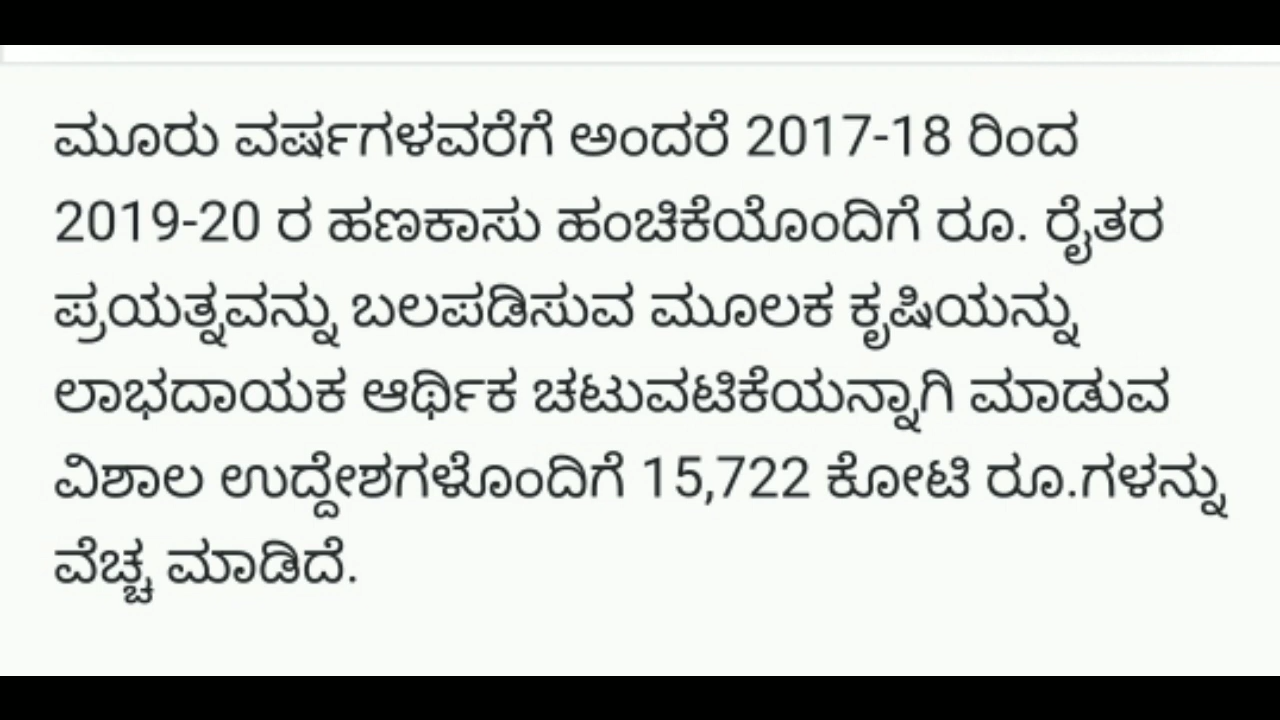 ಮೂರು ವರ್ಷಗಳವರೆಗೆ ಅಂದರೆ 2017-18 ರಿಂದ
2019-20 ರ ಹಣಕಾಸು ಹಂಚಿಕೆಯೊಂದಿಗೆ ರೂ. ರೈತರ
ಪ್ರಯತ್ನವನ್ನು ಬಲಪಡಿಸುವ ಮೂಲಕ ಕೃಷಿಯನ್ನು
ಲಾಭದಾಯಕ ಆರ್ಥಿಕ ಚಟುವಟಿಕೆಯನ್ನಾಗಿ ಮಾಡುವ
ವಿಶಾಲ ಉದ್ದೇಶಗಳೊಂದಿಗೆ 15,722 ಕೋಟಿ ರೂ.ಗಳನ್ನು
ವೆಚ್ಚ ಮಾಡಿದೆ.